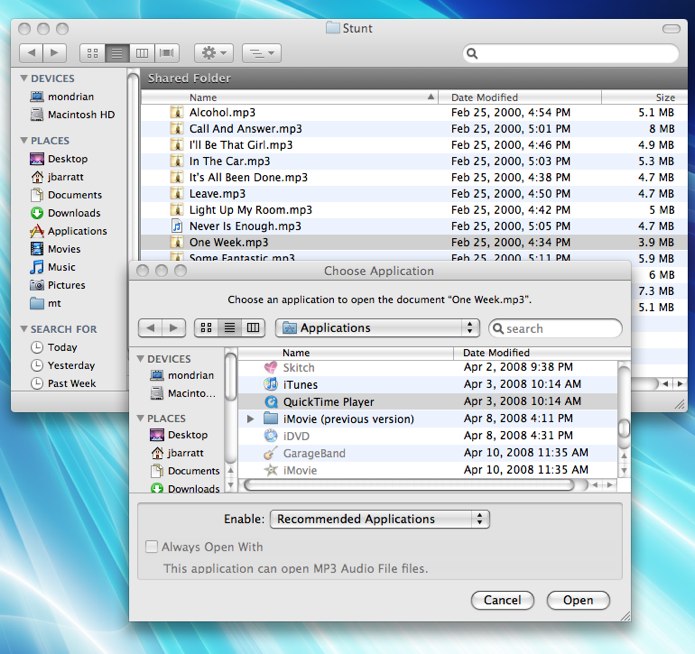 Stunt
DEVICES
mondrian
Macintosh HD
PLACES
Desktop
jbarratt
Documents
Downloads
Applications
Movies
Music
Pictures
mt
SEARCH FOR
Today
Yesterday
Past Week
Shared Folder
Name Date Modified Size
Alcohol.mp3 Feb 25, 2000, 4:54 PM 5.1 MB
Call And Answer.mp3 Feb 25, 2000, 5:01 PM 8 MB
I'll Be That Girl.mp3 Feb 25, 2000, 4:46 PM 4.9 MB
In The Car.mp3 Feb 25, 2000, 5:03 PM 5.3 MB
It's All Been Done.mp3 Feb 25, 2000, 4:38 PM 4.7 MB
Leave.mp3 Feb 25, 2000, 4:50 PM 4.7 MB
Light Up My Room.mp3 Feb 25, 2000, 4:42 PM 5 MB
Never Is Enough.mp3 Feb 25, 2000, 5:05 PM 4.7 MB
One Week.mp3 Feb 25, 2000, 4:34 PM 3.9 MB
Some Fantastic.mp3 Feb 25, 2000, 5:11 PM 5.9 MB
6 MB
7.3 MB
5.1 MB
Choose Application
Choose an application to open the document “One Week.mp3”.
Applications
search
DEVICES
mondrian
Macinto...
PLACES
Desktop
jbarratt
Documents
Downloads
Name Date Modified
Skitch Apr 2, 2008 9:38 PM
iTunes Apr 3, 2008 10:14 AM
QuickTime Player Apr 3, 2008 10:14 AM
iMovie (previous version) Apr 8, 2008 4:11 PM
iDVD Apr 8, 2008 4:31 PM
GarageBand Apr 10, 2008 11:35 AM
iMovie Apr 10, 2008 11:35 AM
Enable: Recommended Applications
Always Open With
This application can open MP3 Audio File files.
Cancel Open